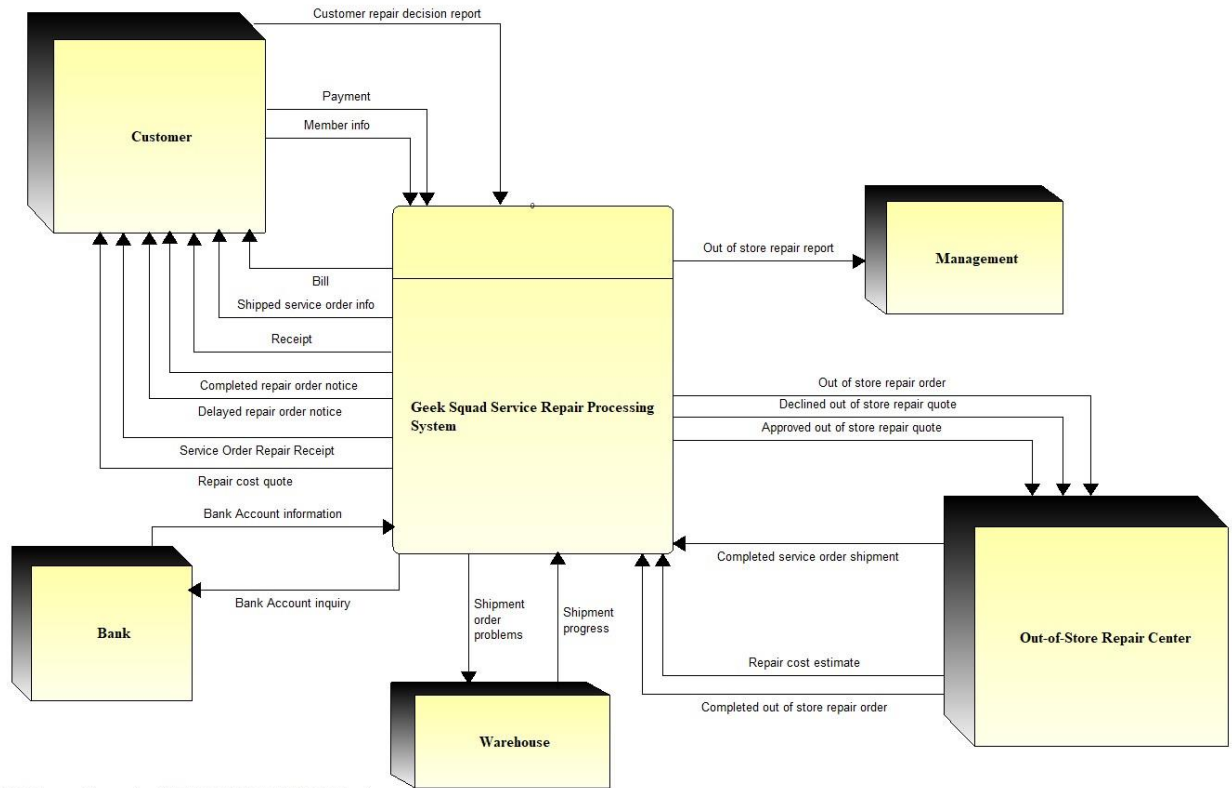 Customer repair decision report
Payment
Member info
Customer
0
Out of store repair report
Management
Bill
Shipped service order info
Receipt
Completed repair order notice
Delayed repair order notice
Service Order Repair Receipt
Repair cost quote
Geek Squad Service Repair Processing
System
Out of store repair order
Declined out of store repair quote
Approved out of store repair quote
Bank Account information
Bank Account inquiry
Bank
Shipment
order
problems
Shipment
progress
Completed service order shipment
Out-of-Store Repair Center
Repair cost estimate
Completed out of store repair order
Warehouse